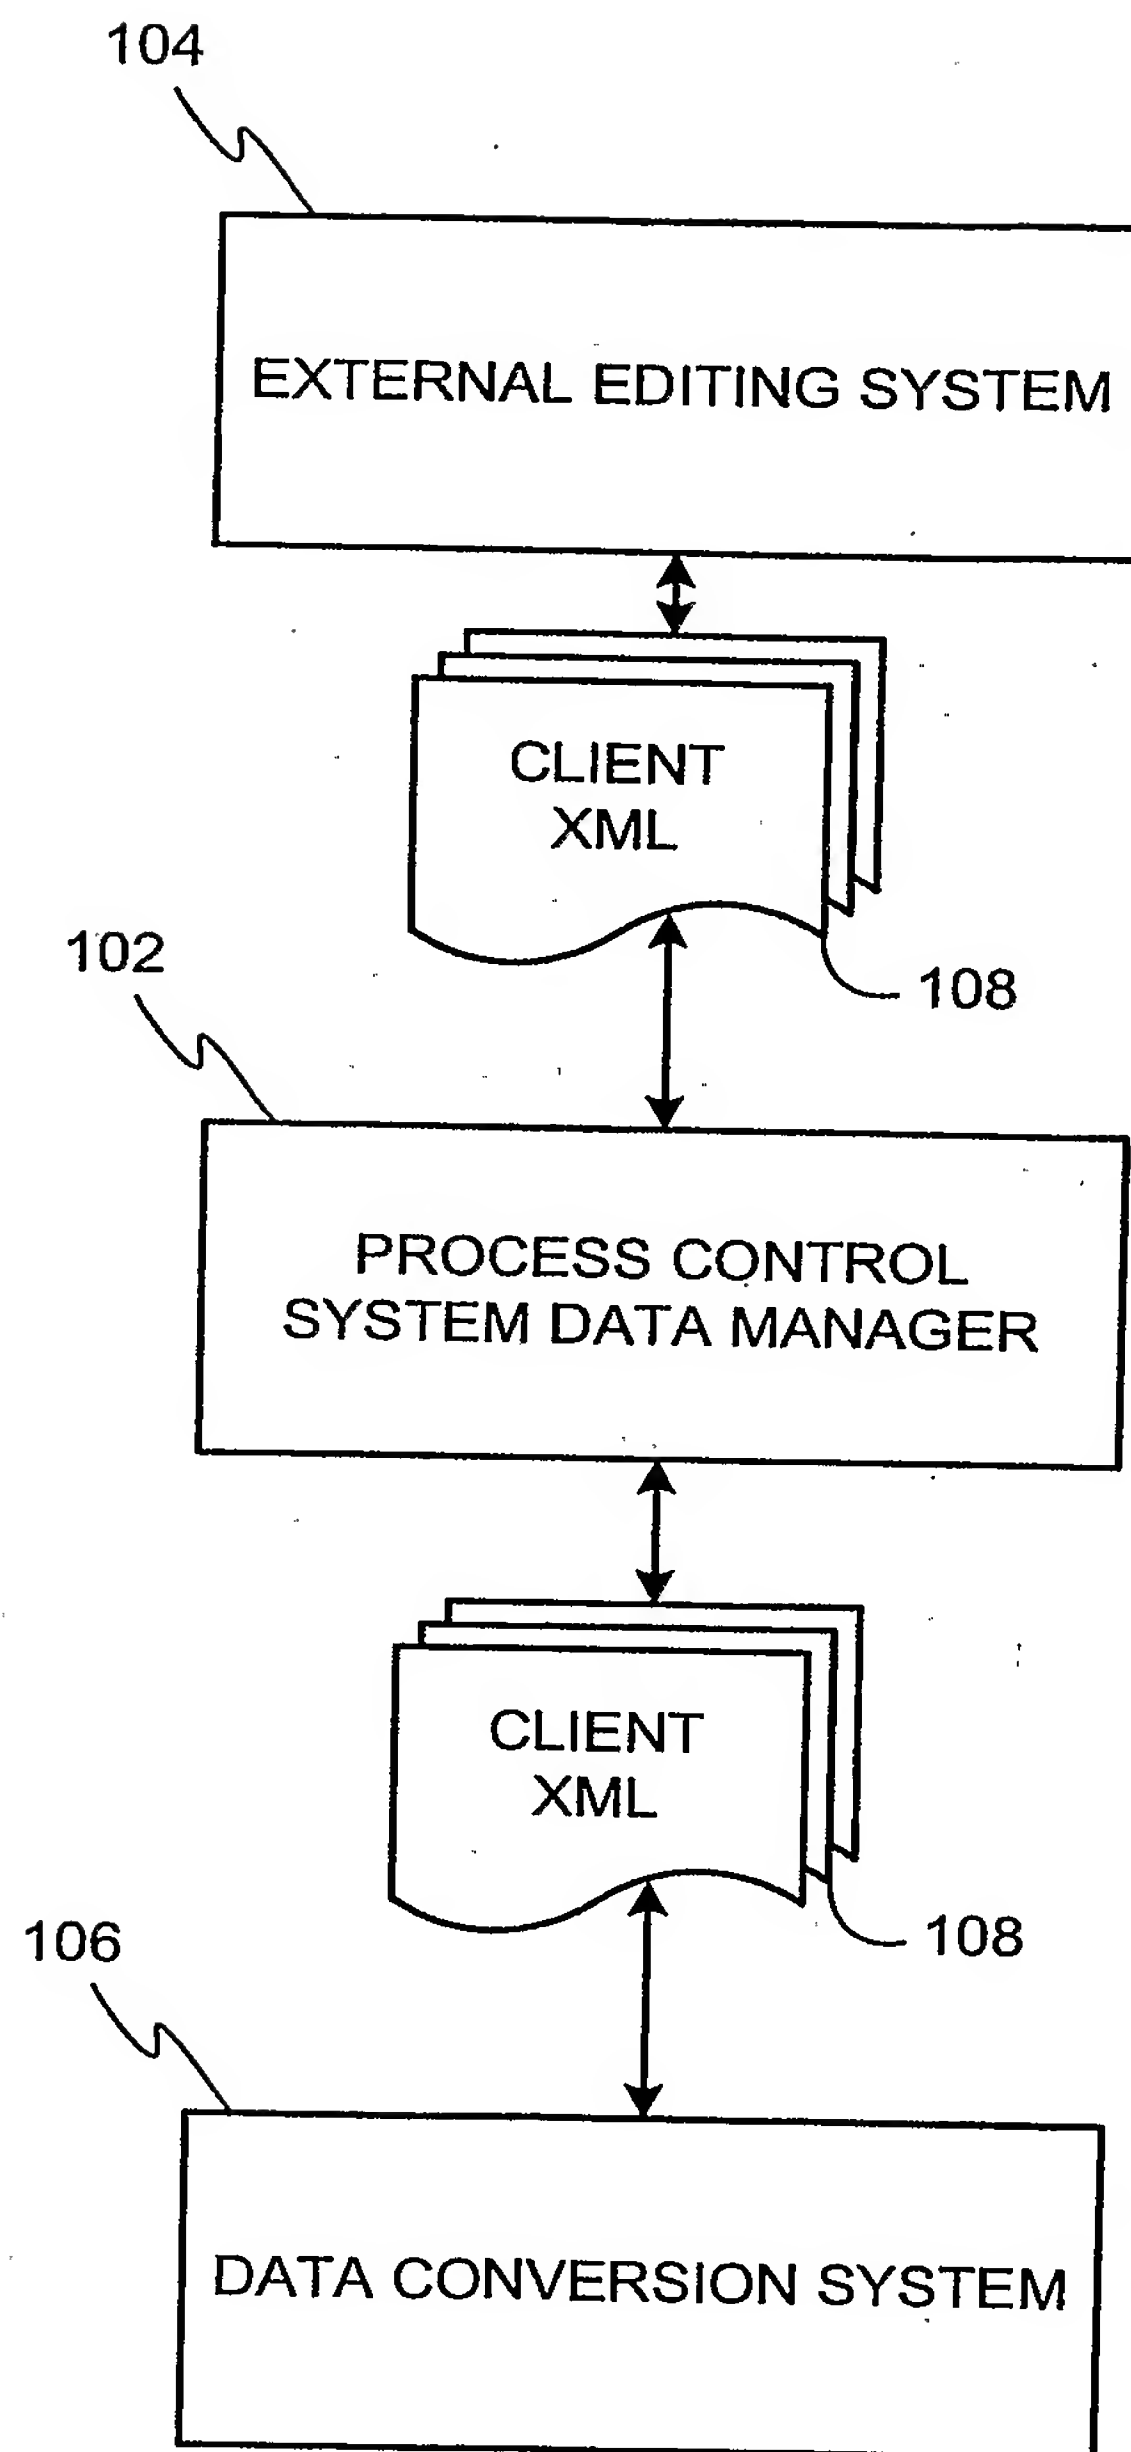 104
EXTERNAL EDITING SYSTEM
CLIENT
XML
108
102
PROCESS CONTROL
SYSTEM DATA MANAGER
CLIENT
XML
108
106
DATA CONVERSION SYSTEM